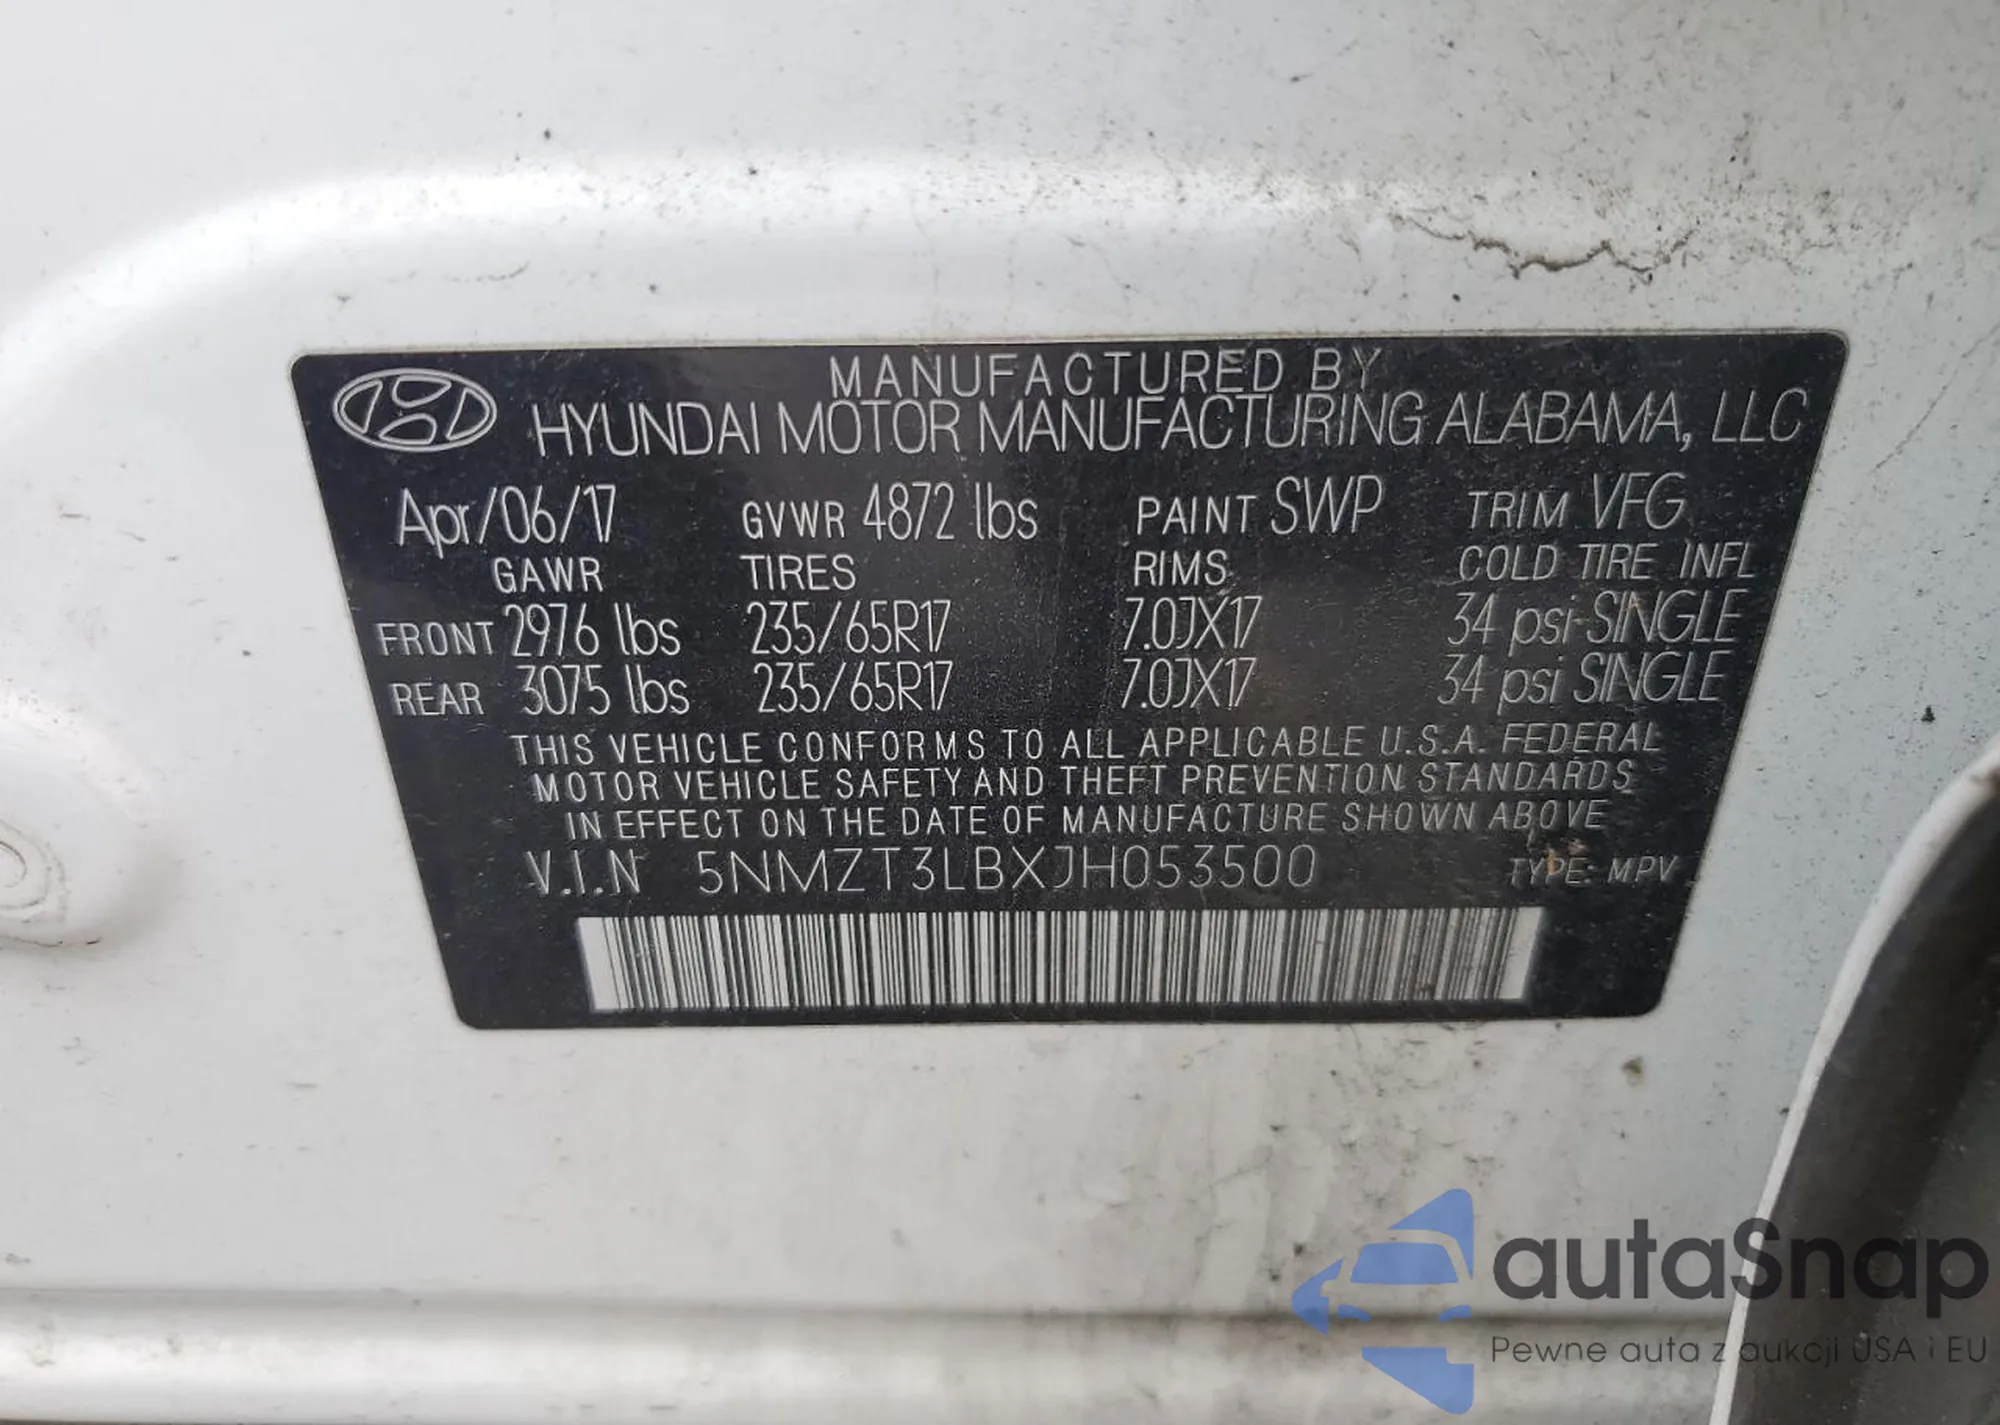 MANUFACTURED BY
HYUNDAI MOTOR MANUFACTURING ALABAMA, LLC
Apr/06/17 GVWR 4872 lbs PAINT SWP TRIM VFG
GAWR TIRES RIMS COLD TIRE INFL
FRONT 2976 lbs 235/65R17 7.0JX17 34 psi SINGLE
REAR 3075 lbs 235/65R17 7.0JX17 34 psi SINGLE
THIS VEHICLE CONFORMS TO ALL APPLICABLE U.S.A. FEDERAL
MOTOR VEHICLE SAFETY AND THEFT PREVENTION STANDARDS
IN EFFECT ON THE DATE OF MANUFACTURE SHOWN ABOVE
V.I.N 5NMZT3LBXJH053500 TYPE: MPV
autaSnap
Pewne auta z aukcji USA i EU